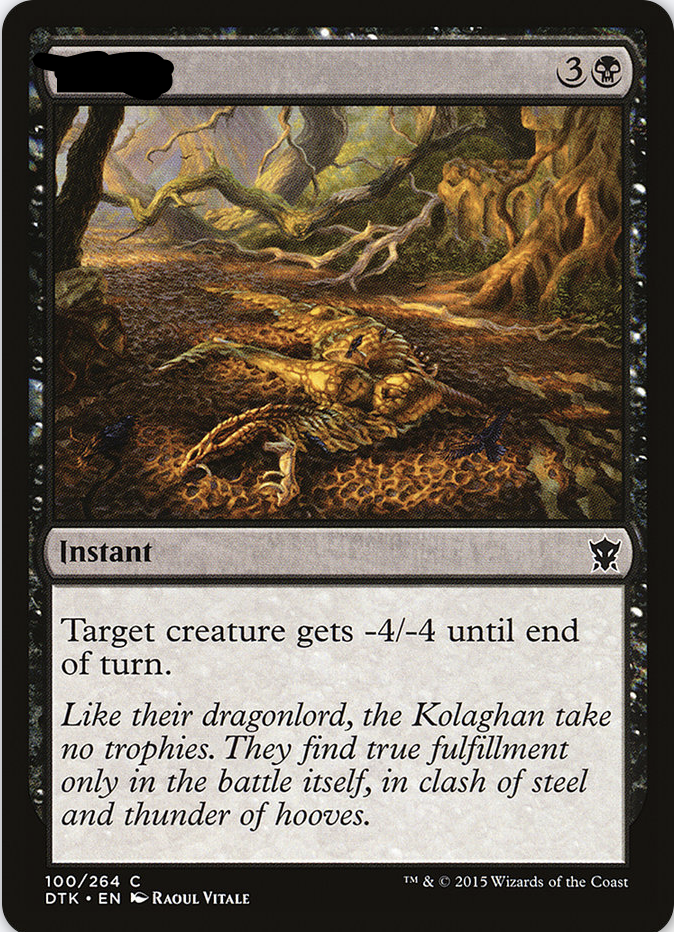 3
Instant
Target creature gets -4/-4 until end
of turn.
Like their dragonlord, the Kolaghan take
no trophies. They find true fulfillment
only in the battle itself, in clash of steel
and thunder of hooves.
100/264 C
™ & © 2015 Wizards of the Coast
DTK • EN Raoul Vitale